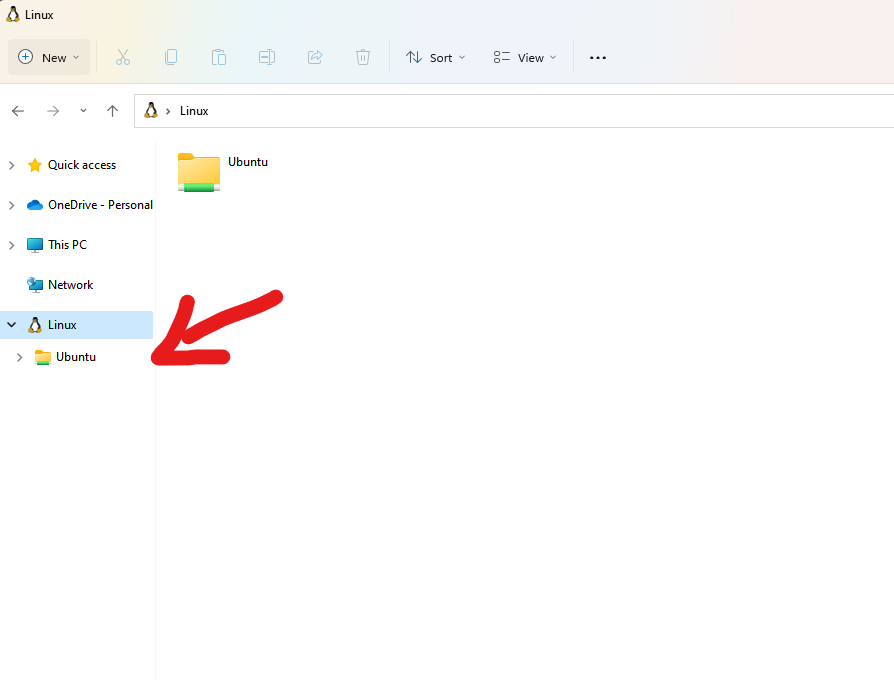 Linux
New
Sort
View
Linux
Quick access
Ubuntu
OneDrive - Personal
This PC
Network
Linux
Ubuntu